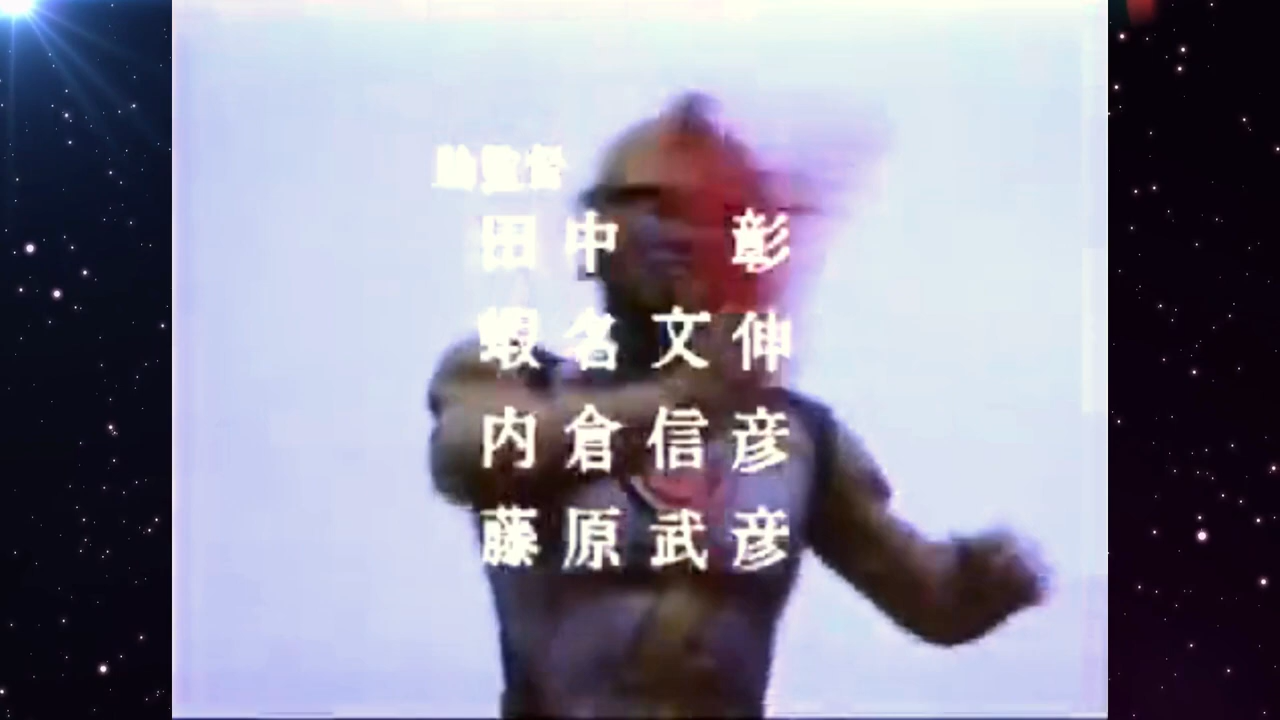 助監督
田中 彰
蝦名文伸
内倉信彦
藤原武彦